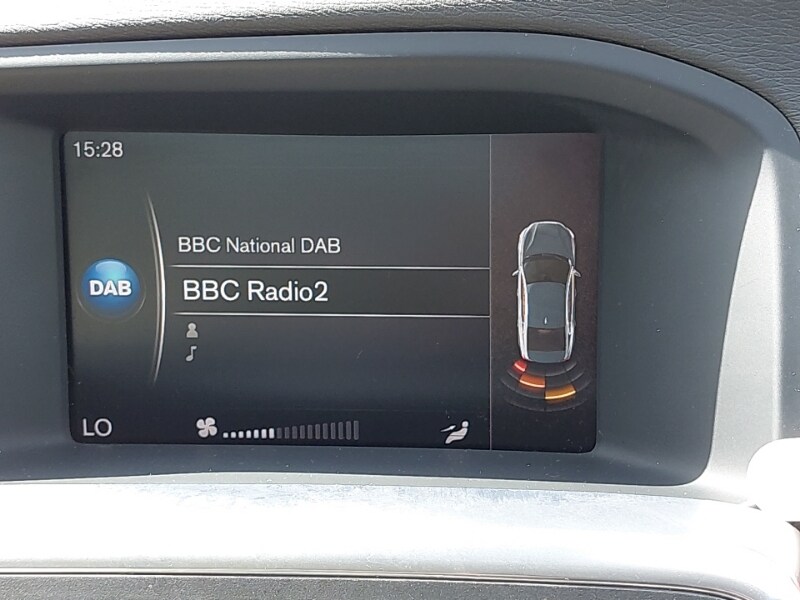 15:28
BBC National DAB
DAB
BBC Radio2
LO